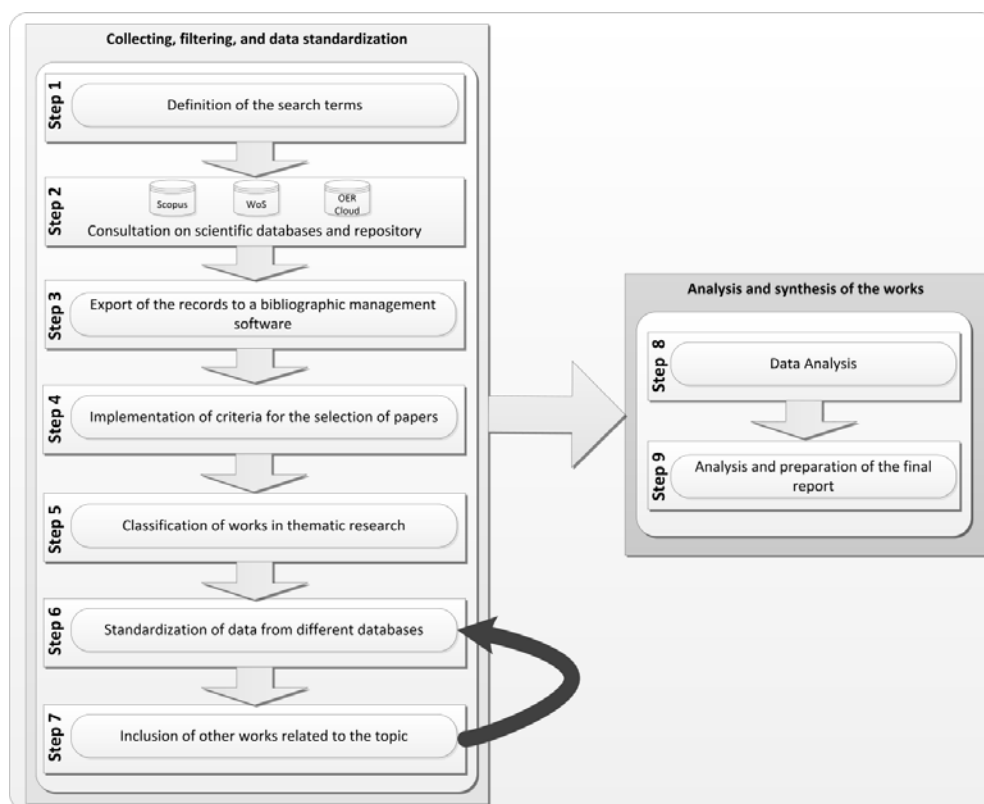 Collecting, filtering, and data standardization
Step 1
Definition of the search terms
Step 2
Scopus
WoS
OER
Cloud
Consultation on scientific databases and repository
Step 3
Export of the records to a bibliographic management
software
Step 4
Implementation of criteria for the selection of papers
Step 5
Classification of works in thematic research
Step 6
Standardization of data from different databases
Step 7
Inclusion of other works related to the topic
Analysis and synthesis of the works
Step 8
Data Analysis
Step 9
Analysis and preparation of the final
report